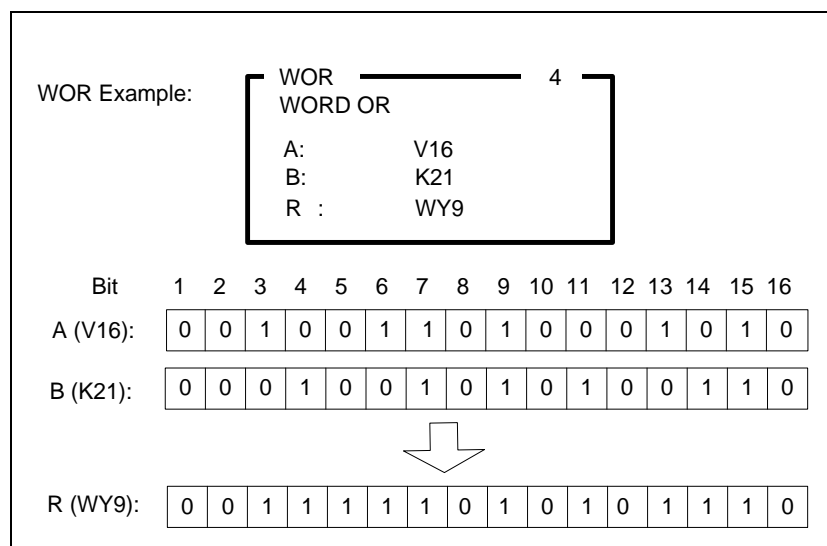 WOR 4
WOR Example:
WORD OR
A: V16
B: K21
R : WY9
Bit 1 2 3 4 5 6 7 8 9 10 11 12 13 14 15 16
A (V16): 0 0 1 0 0 1 1 0 1 0 0 0 1 0 1 0
B (K21): 0 0 0 1 0 0 1 0 1 0 1 0 0 1 1 0
R (WY9): 0 0 1 1 1 1 1 0 1 0 1 0 1 1 1 0